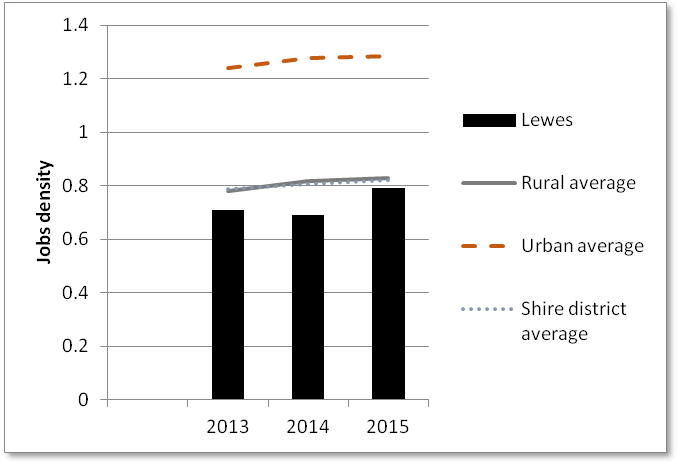 1.4
1.2
1
0.8
0.6
0.4
0.2
0
Jobs density
2013
2014
2015
Lewes
Rural average
Urban average
Shire district
average